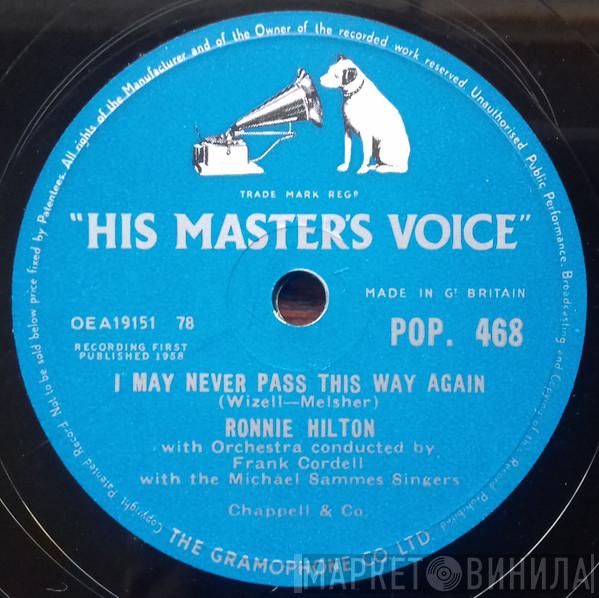 Patented Record Not to be sold below price fixed by Patentees. All rights of the Manufacturer and of the Owner of the recorded work reserved. Unauthorised Public Performance, Broadcasting and Copying of this Record Prohibited
Copyright
TRADE MARK REGD
"HIS MASTER'S VOICE"
MADE IN GT BRITAIN
OEA19151 78
POP. 468
RECORDING FIRST
PUBLISHED 1958
I MAY NEVER PASS THIS WAY AGAIN
(Wizell—Melsher)
RONNIE HILTON
with Orchestra conducted by
Frank Cordell
with the Michael Sammes Singers
Chappell & Co.
THE GRAMOPHONE CO. LTD.
МАРКЕТ ВИНИЛА